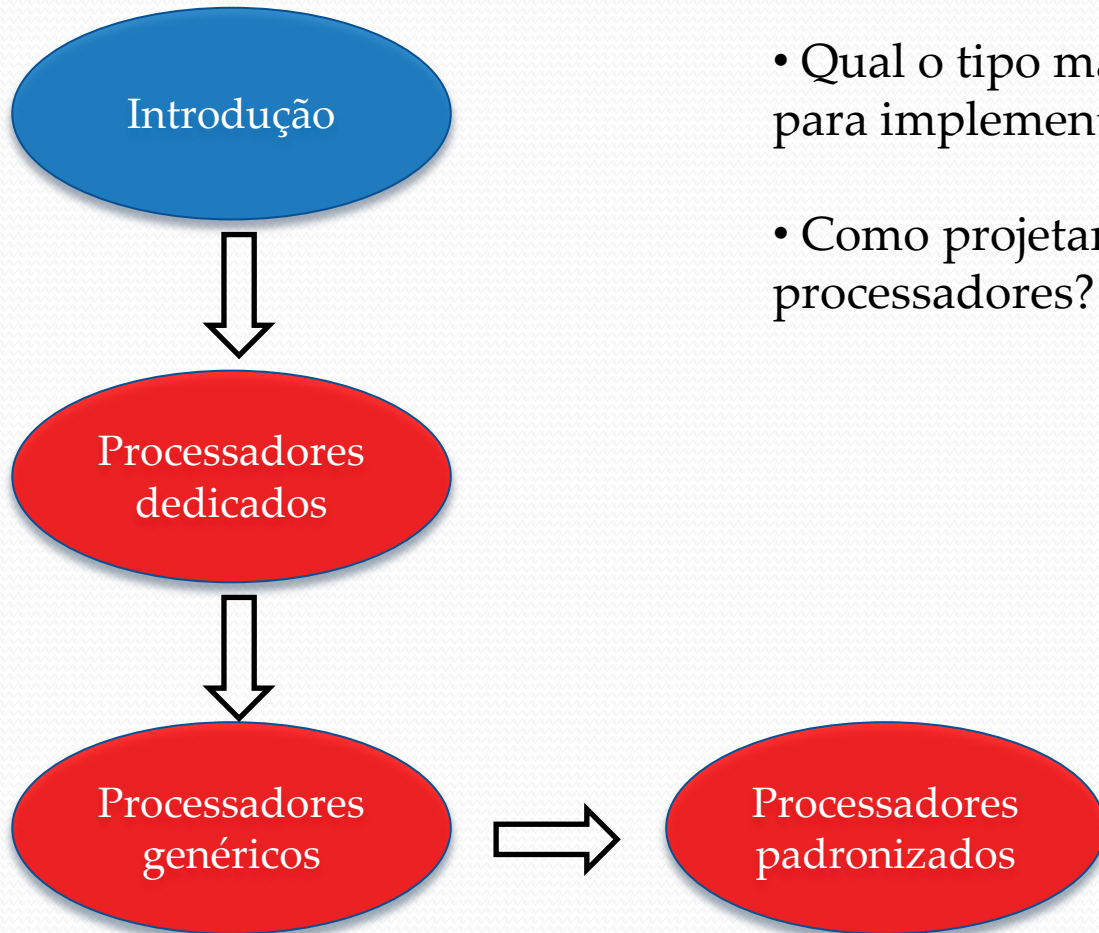 Introdução
• Qual o tipo
para
• Como projetar
processadores?
Processadores
dedicados
Processadores
genéricos
Processadores
padronizados